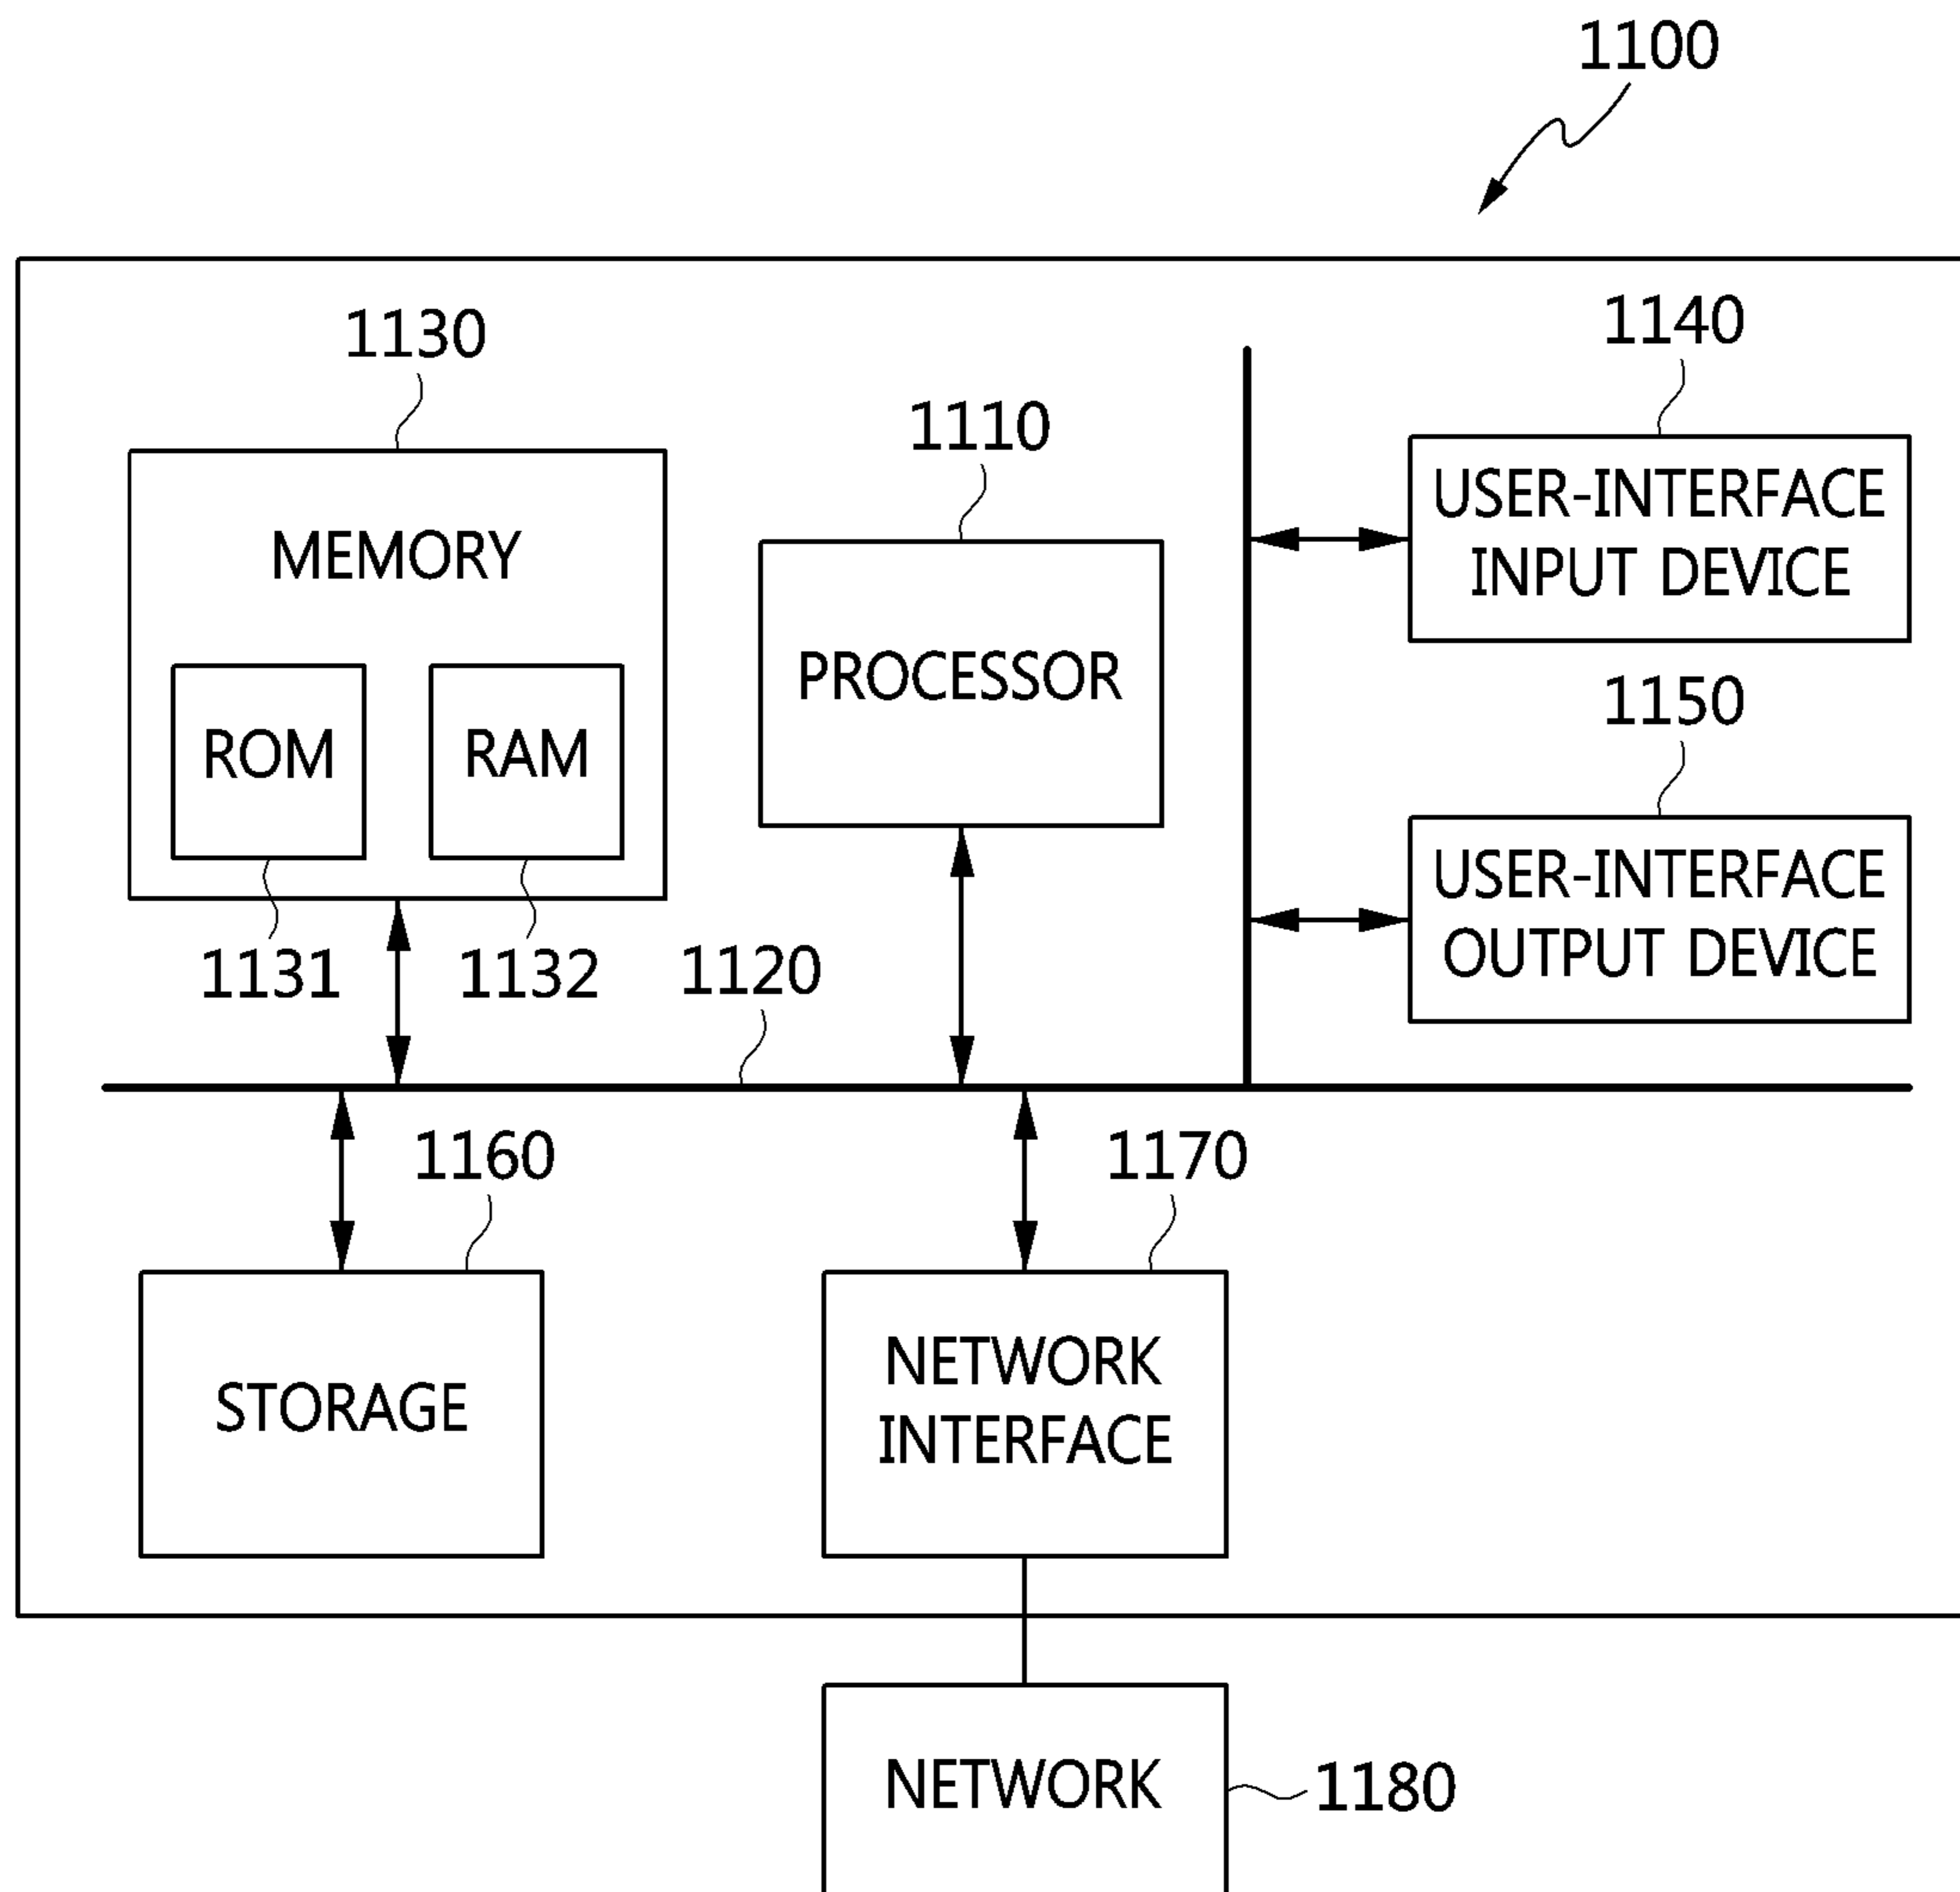 1100
1130
1140
1110
USER-INTERFACE
INPUT DEVICE
MEMORY
PROCESSOR
1150
ROM
RAM
USER-INTERFACE
OUTPUT DEVICE
1131
1132
1120
1160
1170
NETWORK
INTERFACE
STORAGE
NETWORK
1180